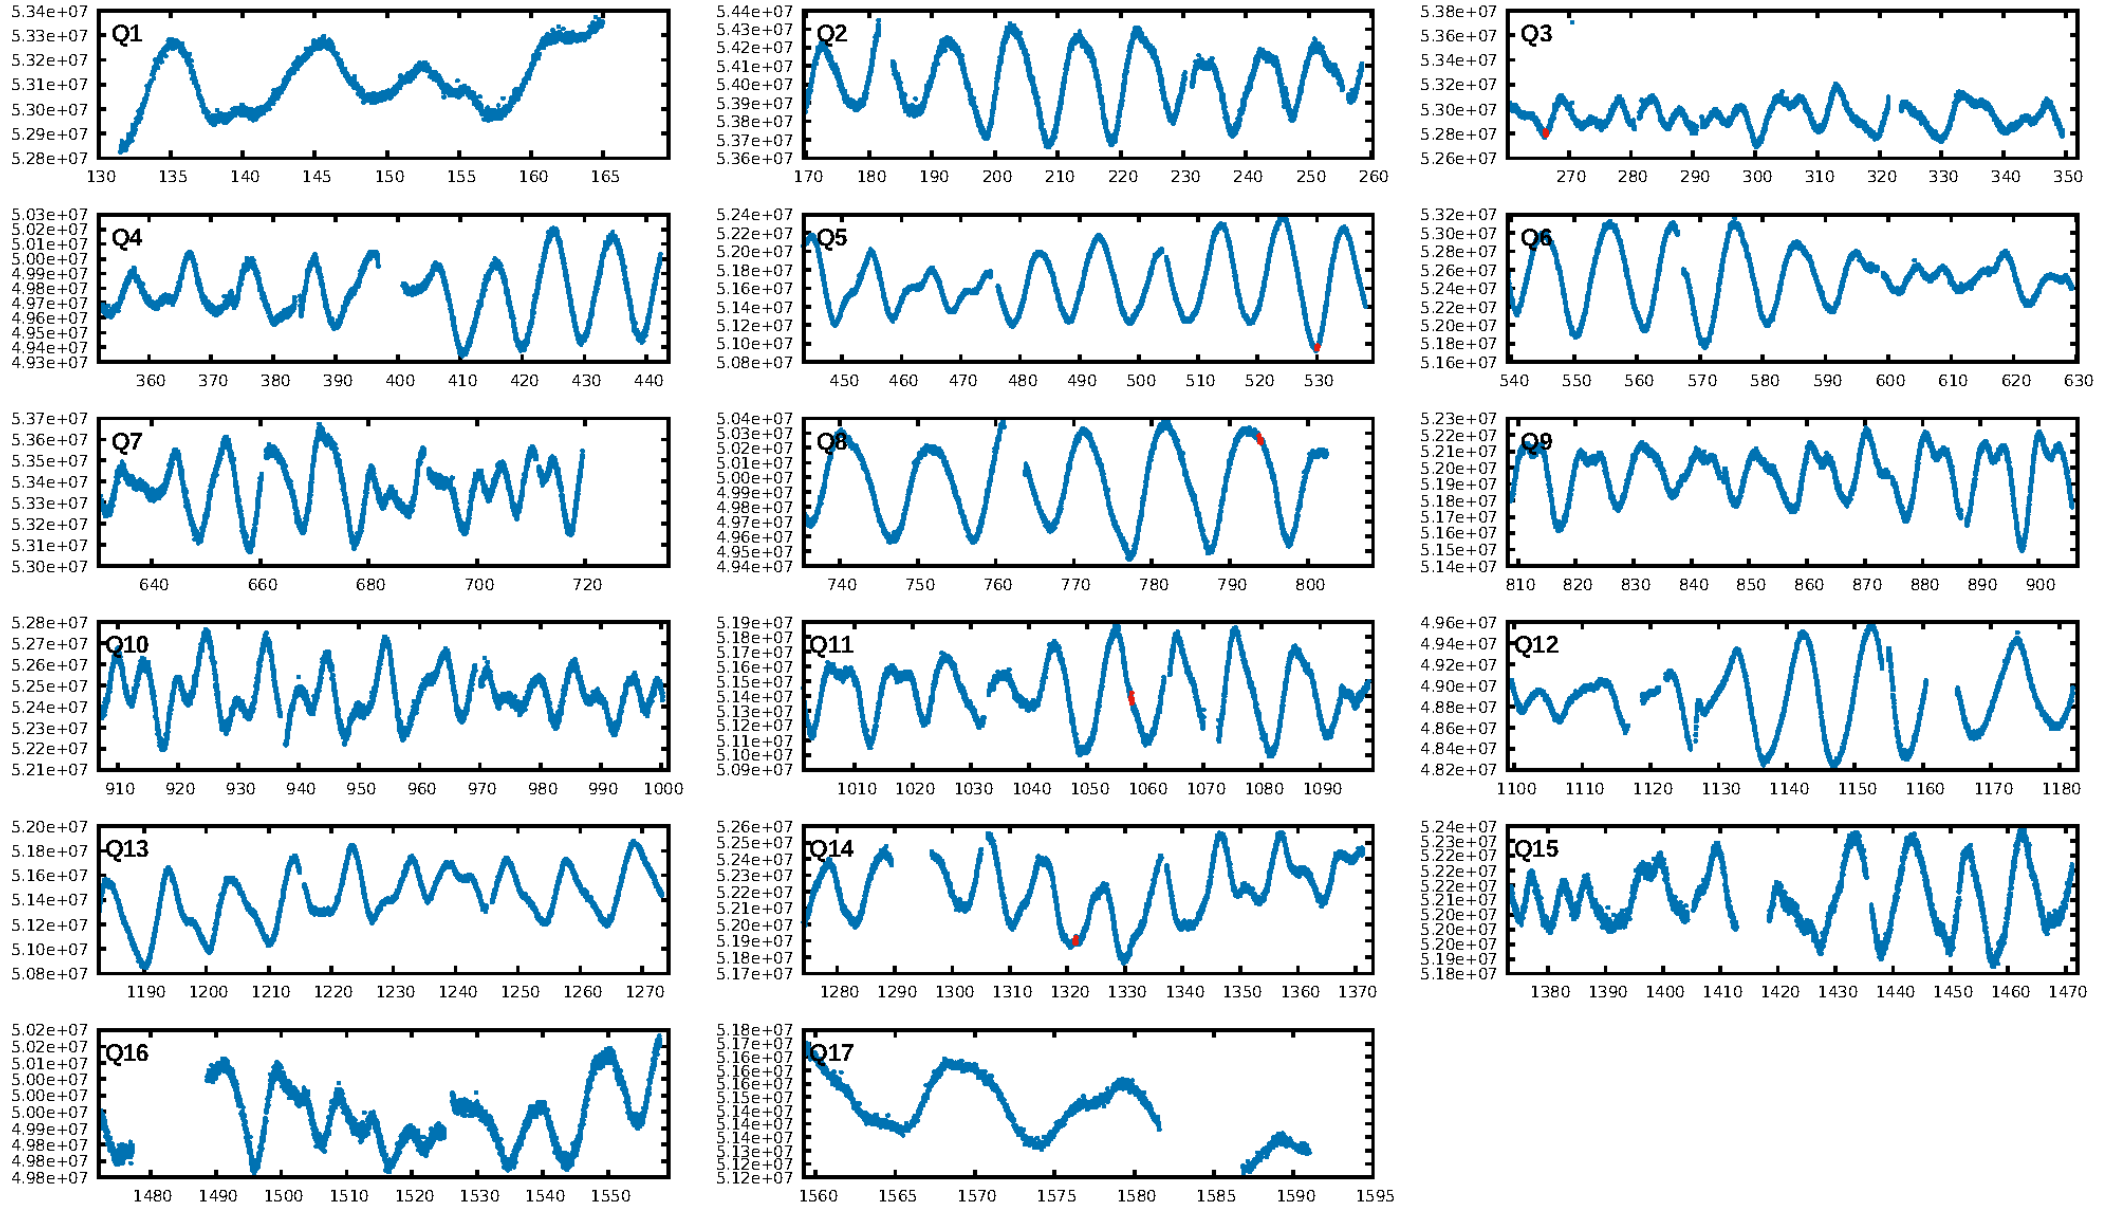 5.34e+07 5.33e+07 5.32e+07 5.31e+07 5.30e+07 5.29e+07 5.28e+07
Q1
130 135 140 145 150 155 160 165
5.44e+07 5.43e+07 5.42e+07 5.41e+07 5.40e+07 5.39e+07 5.38e+07 5.37e+07 5.36e+07
Q2
170 180 190 200 210 220 230 240 250 260
5.38e+07 5.36e+07 5.34e+07 5.32e+07 5.30e+07 5.28e+07 5.26e+07
Q3
270 280 290 300 310 320 330 340 350
5.03e+07 5.02e+07 5.01e+07 5.00e+07 4.99e+07 4.98e+07 4.97e+07 4.96e+07 4.95e+07 4.94e+07 4.93e+07
Q4
360 370 380 390 400 410 420 430 440
5.24e+07 5.22e+07 5.20e+07 5.18e+07 5.16e+07 5.14e+07 5.12e+07 5.10e+07 5.08e+07
Q5
450 460 470 480 490 500 510 520 530
5.32e+07 5.30e+07 5.28e+07 5.26e+07 5.24e+07 5.20e+07 5.18e+07 5.16e+07
Q6
540 550 560 570 580 590 600 610 620 630
5.37e+07 5.36e+07 5.35e+07 5.34e+07 5.33e+07 5.32e+07 5.31e+07 5.30e+07
Q7
640 660 680 700 720
5.04e+07 5.03e+07 5.02e+07 5.01e+07 5.00e+07 4.99e+07 4.98e+07 4.97e+07 4.96e+07 4.95e+07 4.94e+07
Q8
740 750 760 770 780 790 800
5.23e+07 5.22e+07 5.21e+07 5.20e+07 5.19e+07 5.18e+07 5.17e+07 5.16e+07 5.15e+07 5.14e+07
Q9
810 820 830 840 850 860 870 880 890 900
5.28e+07 5.27e+07 5.26e+07 5.25e+07 5.24e+07 5.23e+07 5.22e+07 5.21e+07
Q10
910 920 930 940 950 960 970 980 990 1000
5.19e+07 5.18e+07 5.16e+07 5.15e+07 5.14e+07 5.13e+07 5.11e+07 5.10e+07 5.09e+07
Q11
1010 1020 1030 1040 1050 1060 1070 1080 1090
4.96e+07 4.94e+07 4.92e+07 4.90e+07 4.88e+07 4.86e+07 4.84e+07 4.82e+07
Q12
1100 1110 1120 1130 1140 1150 1160 1170 1180
5.20e+07 5.18e+07 5.16e+07 5.14e+07 5.12e+07 5.10e+07 5.08e+07
Q13
1190 1200 1210 1220 1230 1240 1250 1260 1270
5.26e+07 5.25e+07 5.24e+07 5.22e+07 5.21e+07 5.20e+07 5.19e+07 5.18e+07 5.17e+07
Q14
1280 1290 1300 1310 1320 1330 1340 1350 1360 1370
5.24e+07 5.23e+07 5.22e+07 5.22e+07 5.21e+07 5.20e+07 5.20e+07 5.19e+07 5.18e+07 5.18e+07
Q15
1380 1390 1400 1410 1420 1430 1440 1450 1460 1470
5.02e+07 5.02e+07 5.01e+07 5.00e+07 5.00e+07 4.99e+07 4.99e+07 4.98e+07 4.98e+07
Q16
1480 1490 1500 1510 1520 1530 1540 1550
5.18e+07 5.17e+07 5.16e+07 5.16e+07 5.15e+07 5.14e+07 5.14e+07 5.13e+07 5.12e+07 5.12e+07
Q17
1560 1565 1570 1575 1580 1585 1590 1595